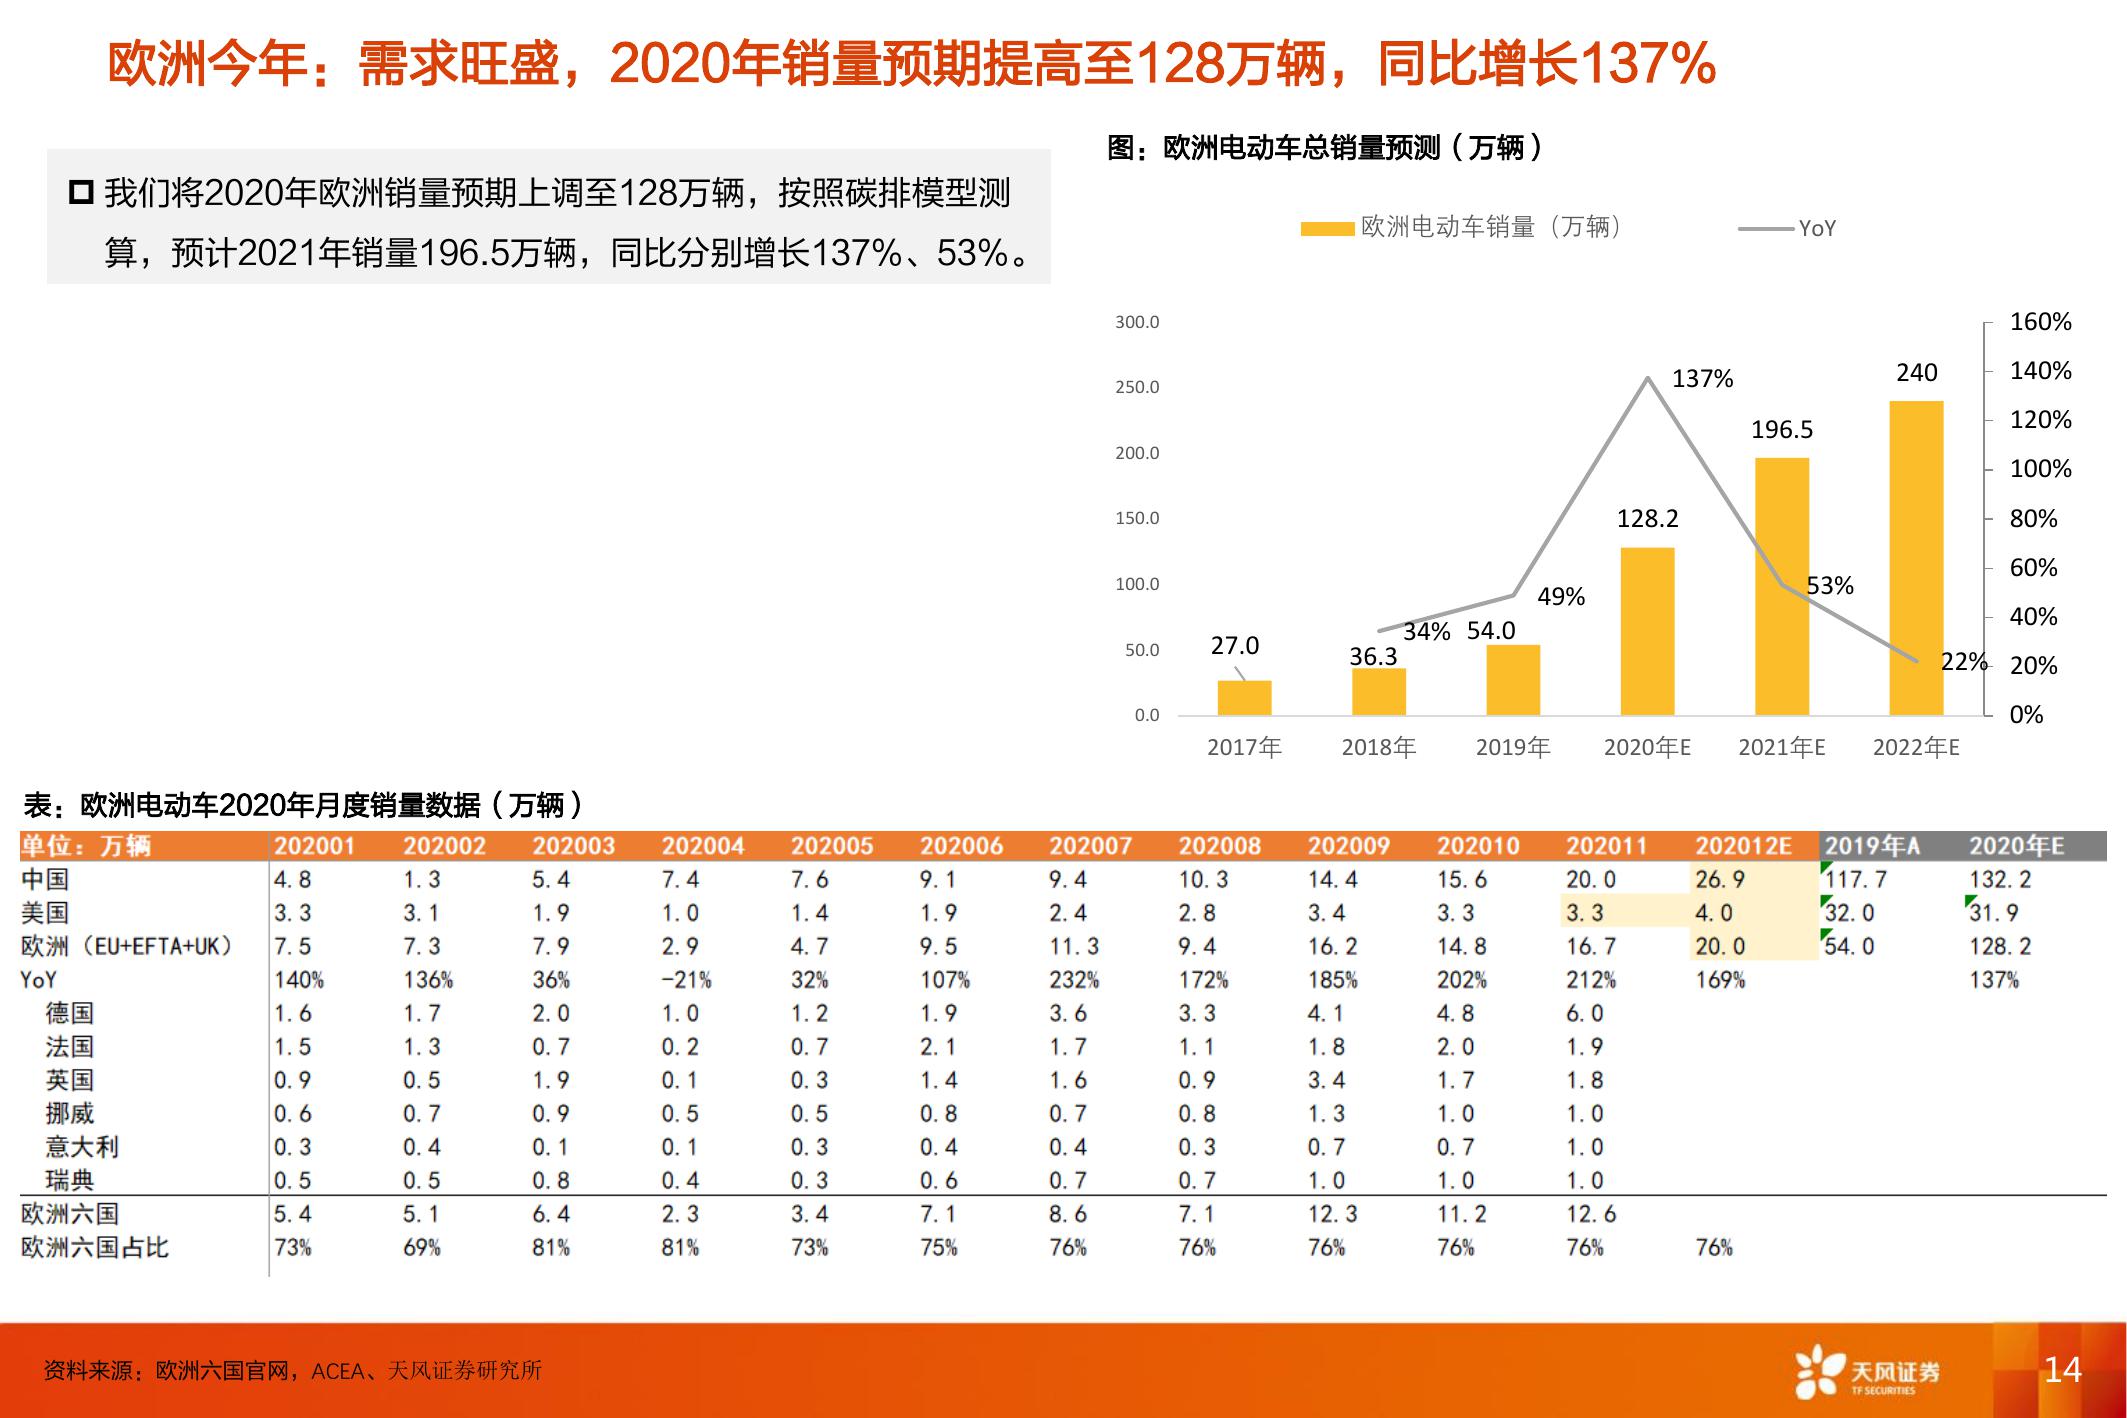 欧洲今年：需求旺盛，2020年销量预期提高至128万辆，同比增长137%
我们将2020年欧洲销量预期上调至128万辆，按照碳排模型测
算，预计2021年销量196.5万辆，同比分别增长137%、53%。
图：欧洲电动车总销量预测（万辆）
欧洲电动车销量（万辆） YoY
300.0
250.0
200.0
150.0
100.0
50.0
0.0
160%
140%
120%
100%
80%
60%
40%
20%
0%
27.0
36.3
54.0
128.2
196.5
240
34%
49%
137%
53%
22%
2017年 2018年 2019年 2020年E 2021年E 2022年E
表：欧洲电动车2020年月度销量数据（万辆）
单位：万辆 202001 202002 202003 202004 202005 202006 202007 202008 202009 202010 202011 202012E 2019年A 2020年E
中国 4.8 1.3 5.4 7.4 7.6 9.1 9.4 10.3 14.4 15.6 20.0 26.9 117.7 132.2
美国 3.3 3.1 1.9 1.0 1.4 1.9 2.4 2.8 3.4 3.3 3.3 4.0 32.0 31.9
欧洲（EU+EFTA+UK） 7.5 7.3 7.9 2.9 4.7 9.5 11.3 9.4 16.2 14.8 16.7 20.0 54.0 128.2
YoY 140% 136% 36% -21% 32% 107% 232% 172% 185% 202% 212% 169% 137%
德国 1.6 1.7 2.0 1.0 1.2 1.9 3.6 3.3 4.1 4.8 6.0
法国 1.5 1.3 0.7 0.2 0.7 2.1 1.7 1.1 1.8 2.0 1.9
英国 0.9 0.5 1.9 0.1 0.3 1.4 1.6 0.9 3.4 1.7 1.8
挪威 0.6 0.7 0.9 0.5 0.5 0.8 0.7 0.8 1.3 1.0 1.0
意大利 0.3 0.4 0.1 0.1 0.3 0.4 0.4 0.3 0.7 0.7 1.0
瑞典 0.5 0.5 0.8 0.4 0.3 0.6 0.7 0.7 1.0 1.0 1.0
欧洲六国 5.4 5.1 6.4 2.3 3.4 7.1 8.6 7.1 12.3 11.2 12.6
欧洲六国占比 73% 69% 81% 81% 73% 75% 76% 76% 76% 76% 76% 76%
资料来源：欧洲六国官网，ACEA、天风证券研究所
天风证券
TF SECURITIES
14